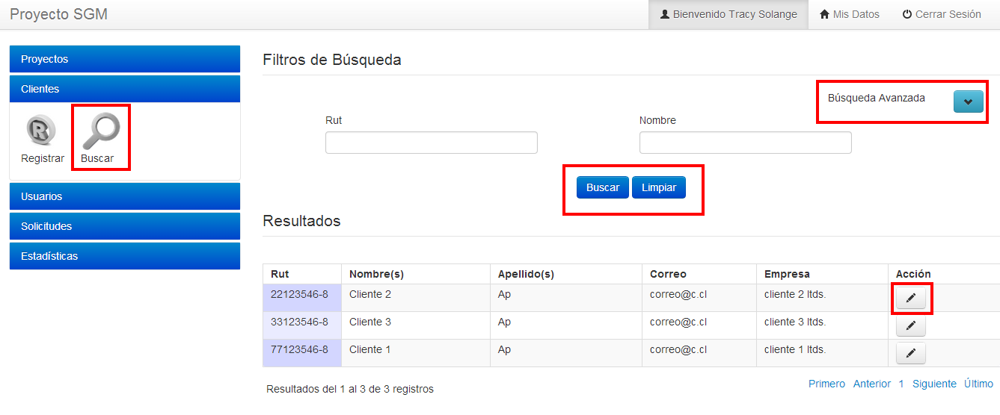 Proyecto SGM
Bienvenido Tracy Solange
Mis Datos
Cerrar Sesión
Proyectos
Clientes
Registrar
Buscar
Usuarios
Solicitudes
Estadísticas
Filtros de Búsqueda
Búsqueda Avanzada
Rut
Nombre
Buscar
Limpiar
Resultados
Rut Nombre(s) Apellido(s) Correo Empresa Acción
22123546-8 Cliente 2 Ap correo@c.cl cliente 2 ltds.
33123546-8 Cliente 3 Ap correo@c.cl cliente 3 ltds.
77123546-8 Cliente 1 Ap correo@c.cl cliente 1 ltds.
Resultados del 1 al 3 de 3 registros
Primero Anterior 1 Siguiente Último